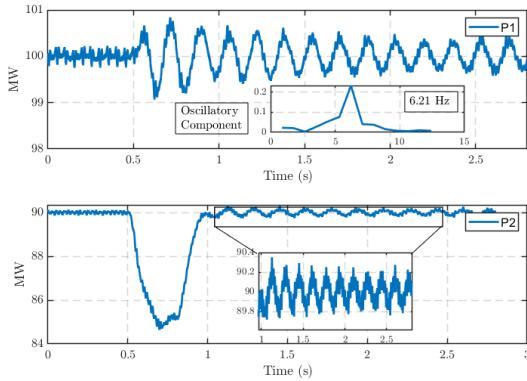 101
100
99
98
MW
P1
Oscillatory
Component
0.2
0.1
0
6.21 Hz
0 5 10 15
0 0.5 1 1.5 2 2.5
Time (s)
90
88
86
84
MW
P2
90.4
90.2
90
89.8
1 1.5 2 2.5
0 0.5 1 1.5 2 2.5 3
Time (s)